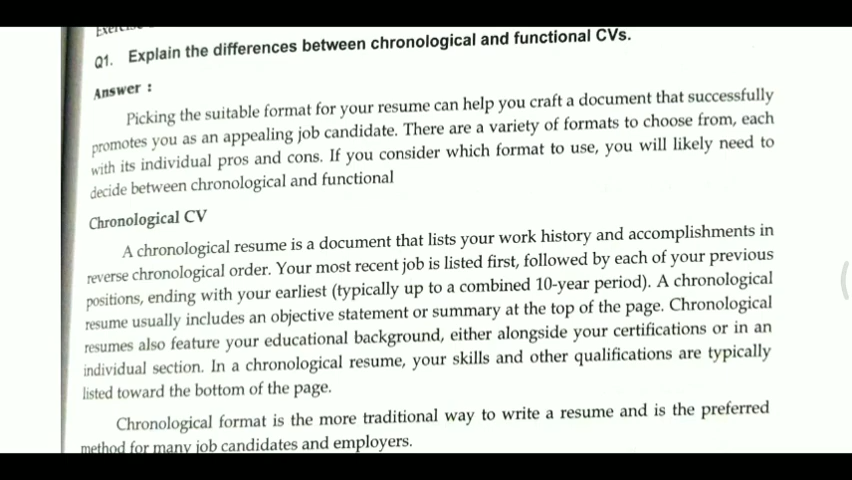 Q1. Explain the differences between chronological and functional CVs.
Answer :
Picking the suitable format for your resume can help you craft a document that successfully
promotes you as an appealing job candidate. There are a variety of formats to choose from, each
with its individual pros and cons. If you consider which format to use, you will likely need to
decide between chronological and functional
Chronological CV
A chronological resume is a document that lists your work history and accomplishments in
reverse chronological order. Your most recent job is listed first, followed by each of your previous
positions, ending with your earliest (typically up to a combined 10-year period). A chronological
resume usually includes an objective statement or summary at the top of the page. Chronological
resumes also feature your educational background, either alongside your certifications or in an
individual section. In a chronological resume, your skills and other qualifications are typically
listed toward the bottom of the page.
Chronological format is the more traditional way to write a resume and is the preferred
method for many job candidates and employers.